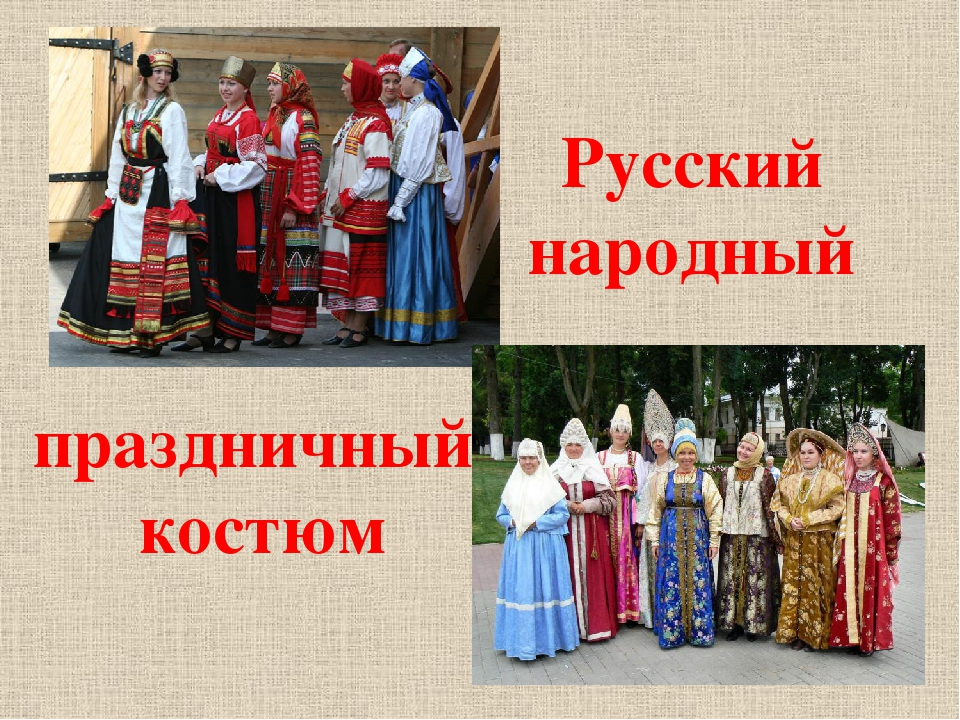 Русский
народный
праздничный
костюм